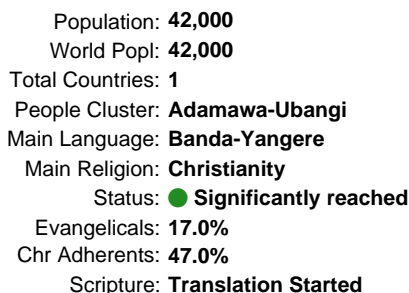 Population: 42,000
World Popl: 42,000
Total Countries: 1
People Cluster: Adamawa-Ubangi
Main Language: Banda-Yangere
Main Religion: Christianity
Status: Significantly reached
Evangelicals: 17.0%
Chr Adherents: 47.0%
Scripture: Translation Started